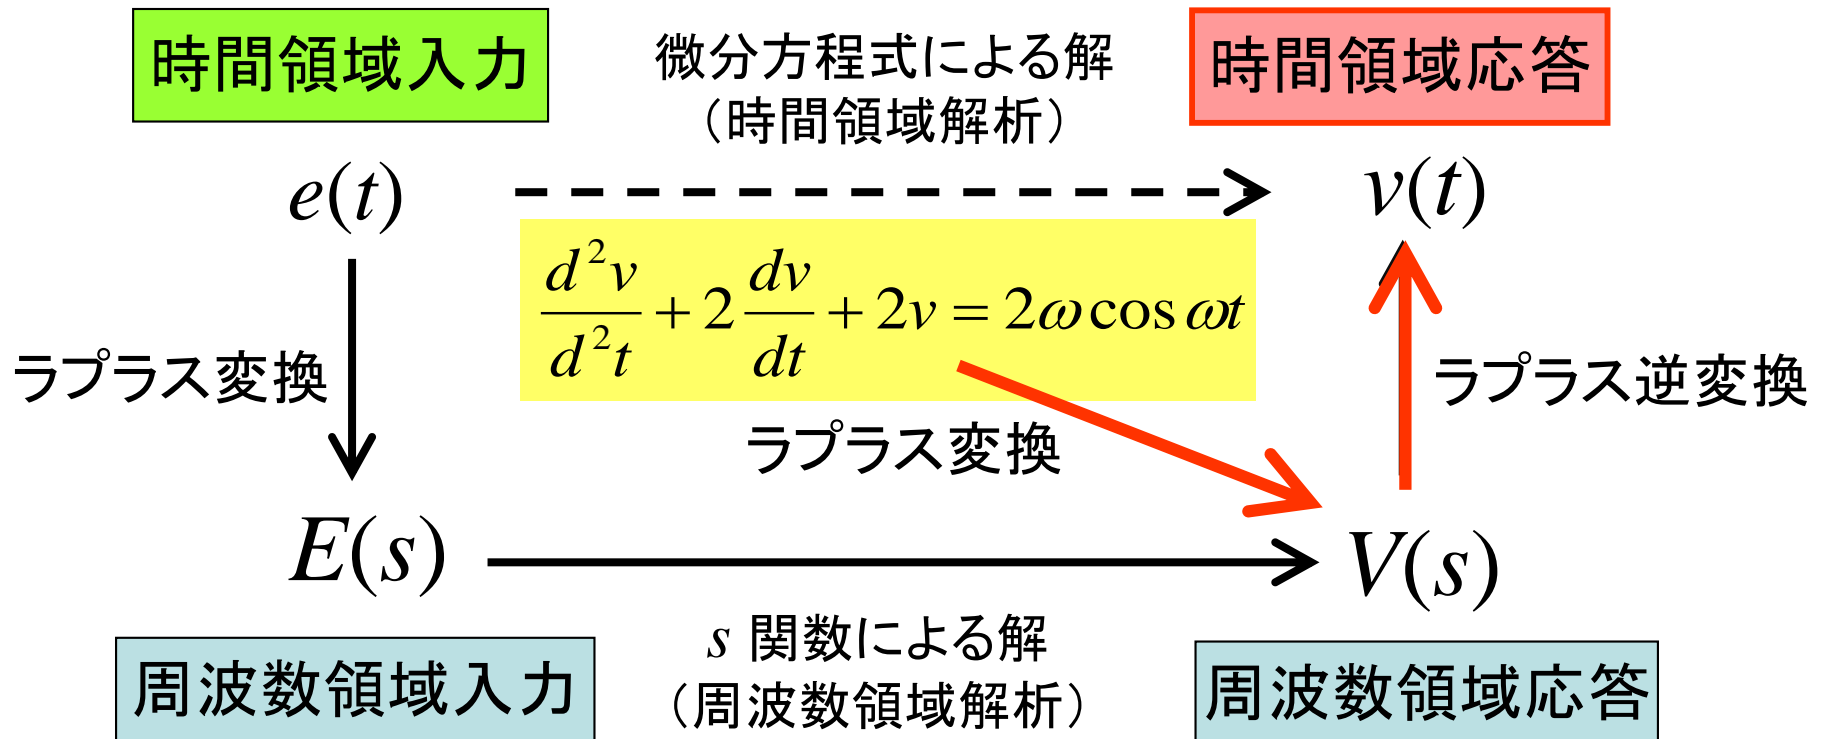 時間領域入力
微分方程式による解
（時間領域解析）
時間領域応答
e(t)
v(t)
d²v/d²t + 2 dv/dt + 2v = 2ω cos ωt
ラプラス変換
ラプラス逆変換
ラプラス変換
E(s)
V(s)
s 関数による解
（周波数領域解析）
周波数領域入力
周波数領域応答